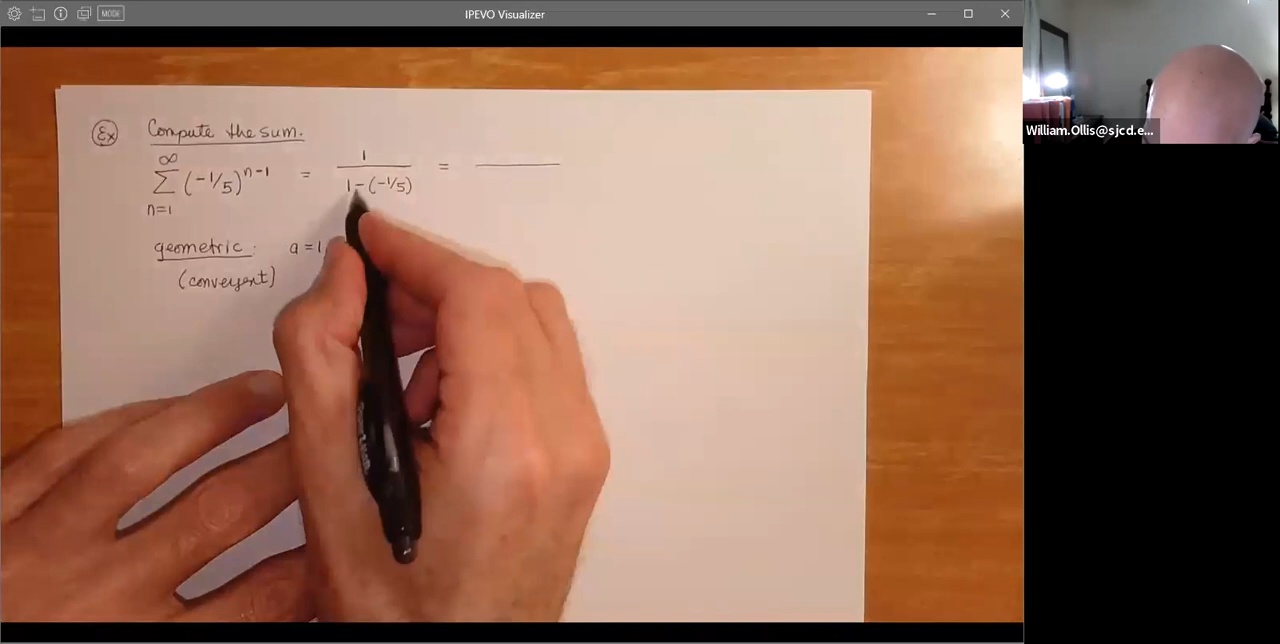 MODE
IPEVO Visualizer
William.Ollis@sjcd.e...
Ex Compute the sum.
∞
Σ (-1/5)^{n-1} = 1/(1-(-1/5)) = ―
n=1
geometric: a=1,
(convergent)